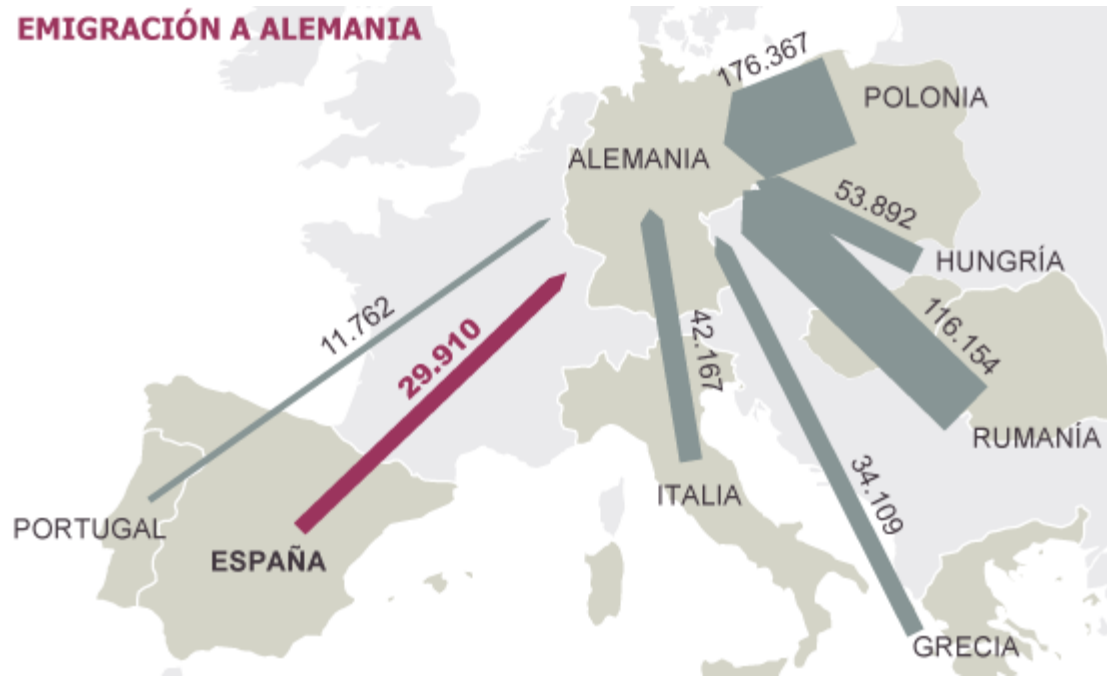 EMIGRACIÓN A ALEMANIA
176.367
POLONIA
ALEMANIA
53.892
HUNGRÍA
11.762
29.910
42.167
116.154
RUMANÍA
34.109
ITALIA
PORTUGAL
ESPAÑA
GRECIA